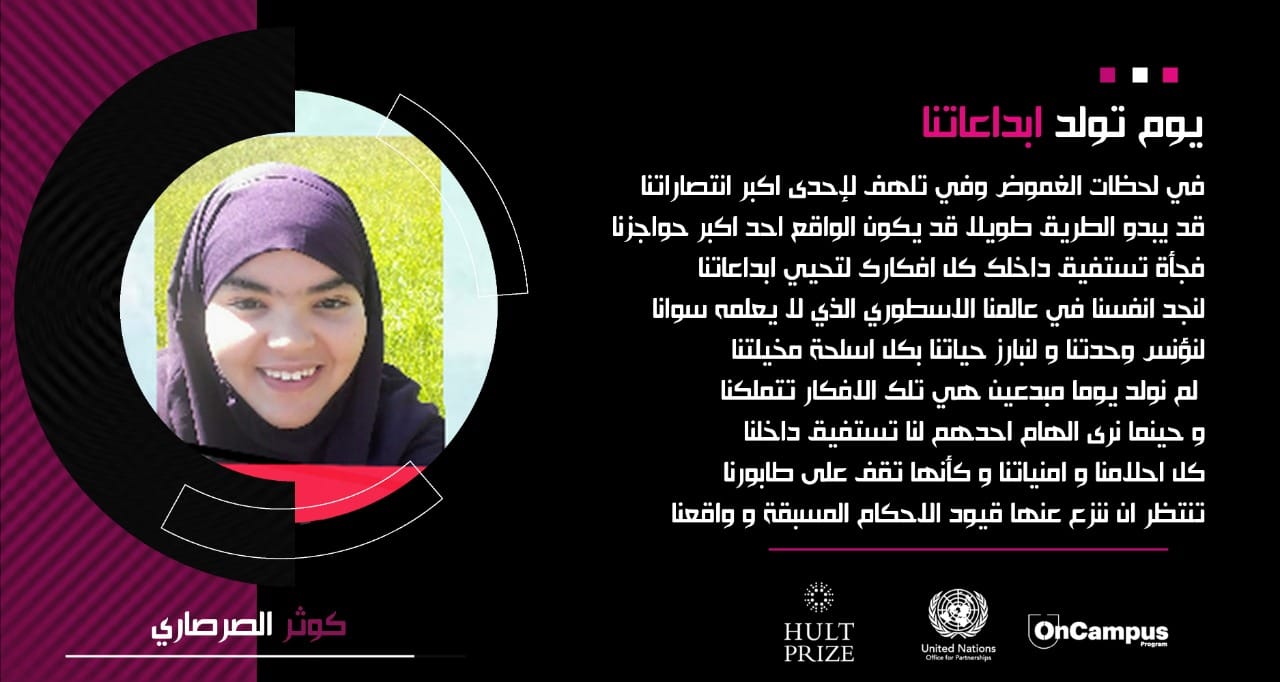 يوم تولد ابداعاتنا
في لحظات الغموض وفي تلهف لإحدى اكبر انتصاراتنا
قد يبدو الطريق طويلا قد يكون الواقع احد اكبر حواجزنا
فجأة تستفيق داخلك كل افكارك لتحيي ابداعاتنا
لنجد انفسنا في عالمنا الاسطوري الذي لا يعلمه سوانا
لنؤنس وحدتنا و لنبارز حياتنا بكل اسلحة مخيلتنا
لم نولد يوما مبدعين هي تلك الافكار تتملكنا
و حينما نرى الهام احدهم لنا تستفيق داخلنا
كل احلامنا و امنياتنا و كأنها تقف على طابورنا
تنتظر ان ننزع عنها قيود الاحكام المسبقة و واقعنا
كوثر الصرصاري
HULT
PRIZE
United Nations
Office for Partnerships
OnCampus
Program